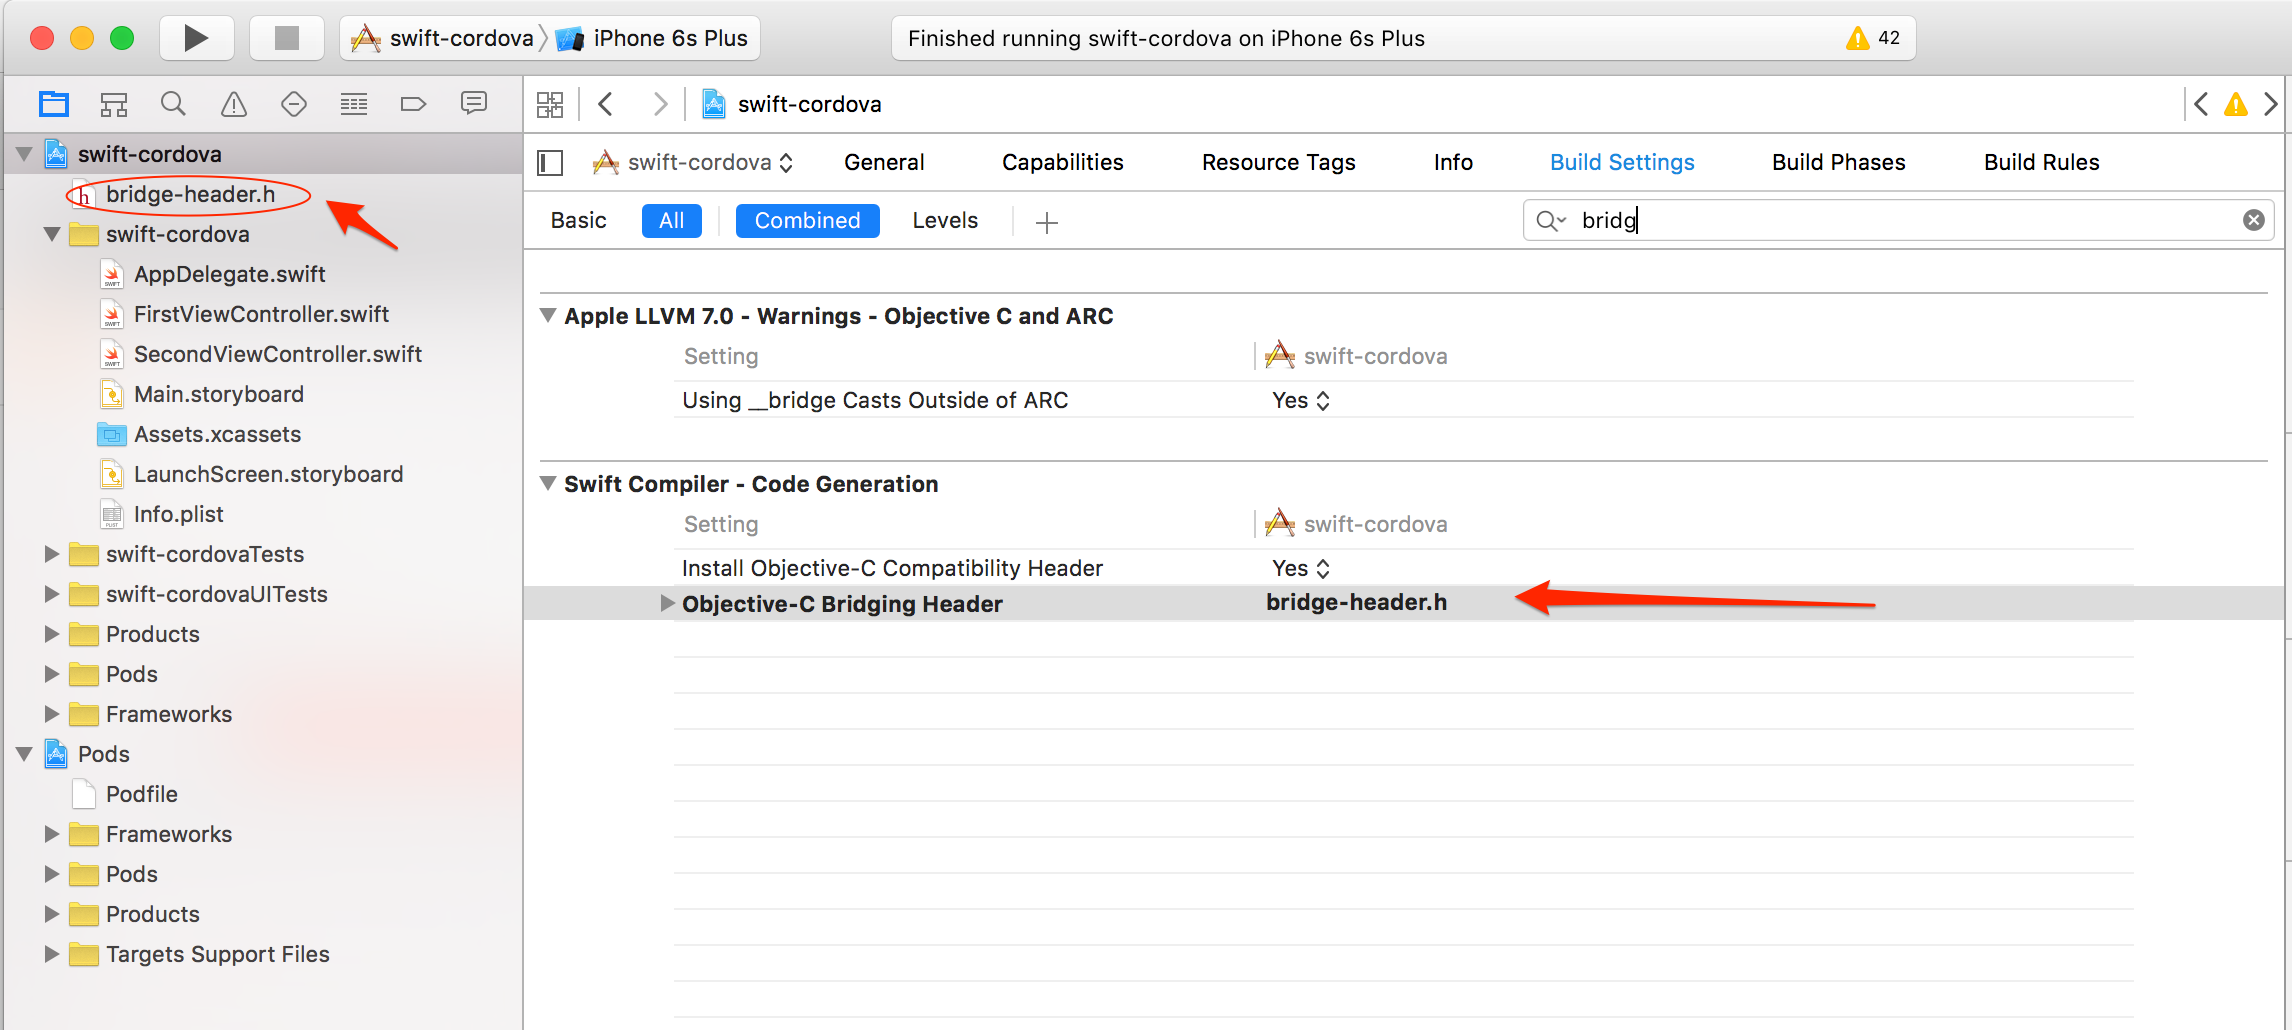 swift-cordova iPhone 6s Plus Finished running swift-cordova on iPhone 6s Plus 42
swift-cordova
swift-cordova
bridge-header.h
swift-cordova
AppDelegate.swift
FirstViewController.swift
SecondViewController.swift
Main.storyboard
Assets.xcassets
LaunchScreen.storyboard
Info.plist
swift-cordovaTests
swift-cordovaUITests
Products
Pods
Frameworks
Pods
Podfile
Frameworks
Pods
Products
Targets Support Files
swift-cordova General Capabilities Resource Tags Info Build Settings Build Phases Build Rules
Basic All Combined Levels bridg
Apple LLVM 7.0 - Warnings - Objective C and ARC
Setting swift-cordova
Using __bridge Casts Outside of ARC Yes
Swift Compiler - Code Generation
Setting swift-cordova
Install Objective-C Compatibility Header Yes
Objective-C Bridging Header bridge-header.h